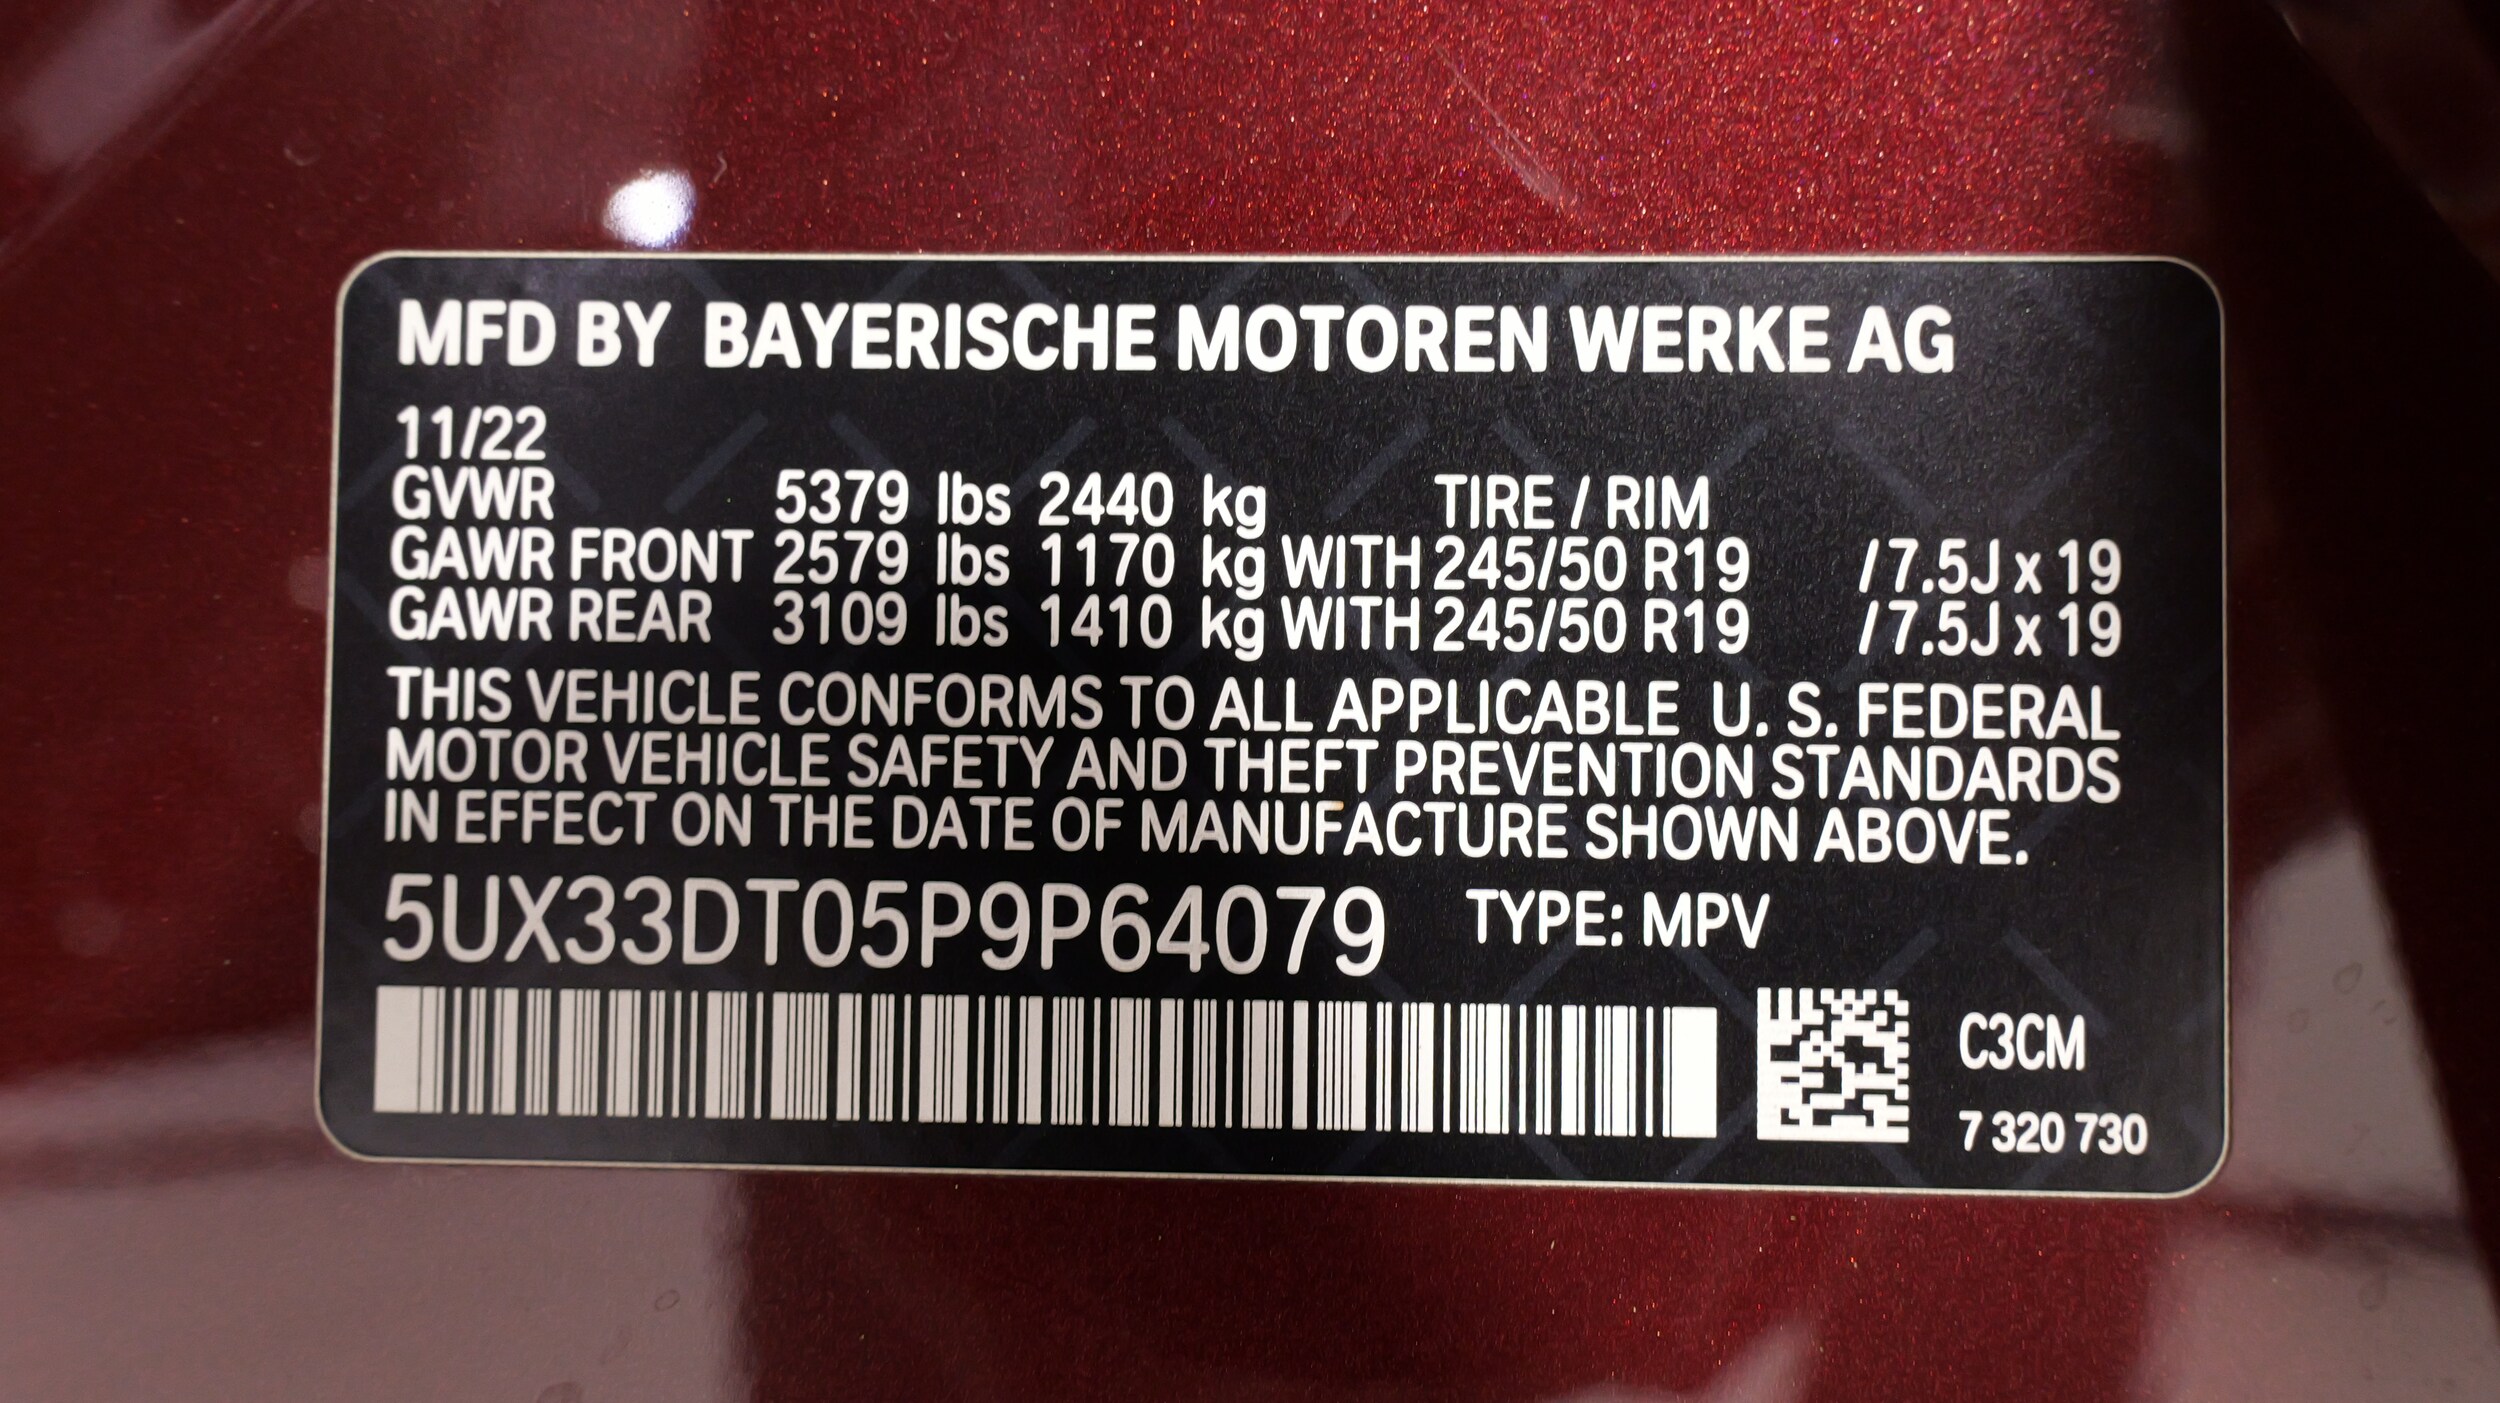 MFD BY BAYERISCHE MOTOREN WERKE AG
11/22
GVWR 5379 lbs 2440 kg TIRE / RIM
GAWR FRONT 2579 lbs 1170 kg WITH 245/50 R19 / 7.5J x 19
GAWR REAR 3109 lbs 1410 kg WITH 245/50 R19 / 7.5J x 19
THIS VEHICLE CONFORMS TO ALL APPLICABLE U. S. FEDERAL
MOTOR VEHICLE SAFETY AND THEFT PREVENTION STANDARDS
IN EFFECT ON THE DATE OF MANUFACTURE SHOWN ABOVE.
5UX33DT05P9P64079 TYPE: MPV
C3CM
7 320 730